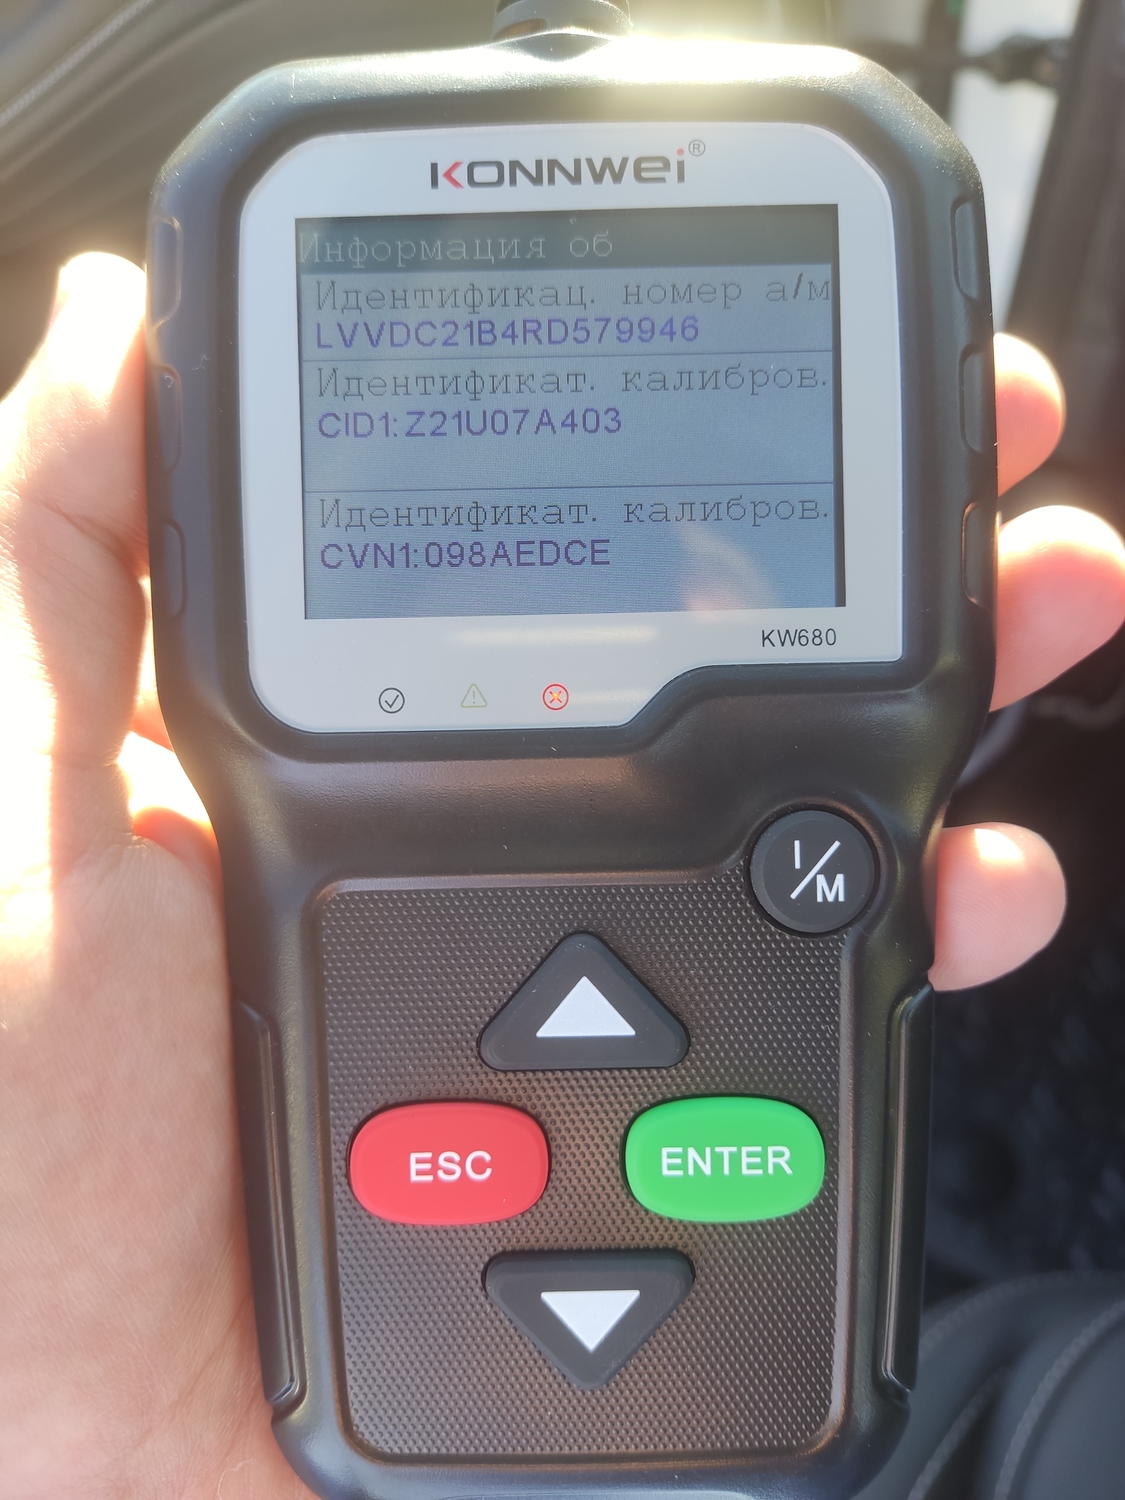 KONNWEI®
Информация об
Идентификац. номер а/м
LVVDC21B4RD579946
Идентификат. калибров.
CID1:Z21U07A403
Идентификат. калибров.
CVN1:098AEDCE
KW680
I/M
ESC
ENTER